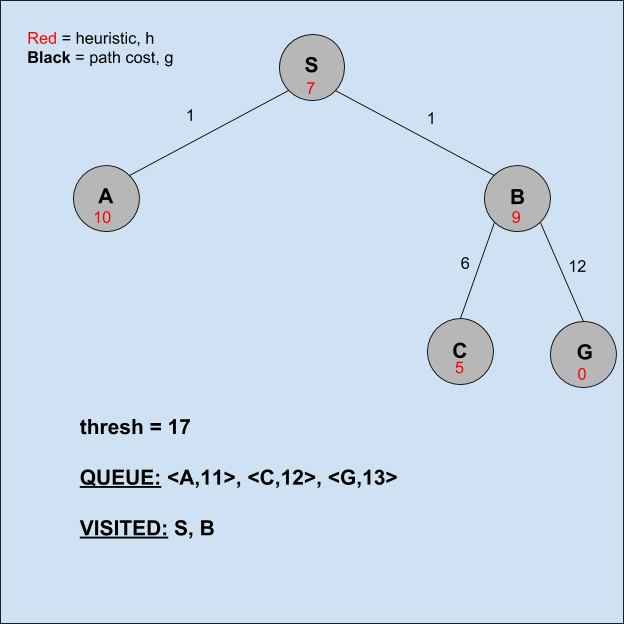 Red = heuristic, h
Black = path cost, g
S
7
1
1
A
10
B
9
6
12
C
5
G
0
thresh = 17
QUEUE: <A,11>, <C,12>, <G,13>
VISITED: S, B